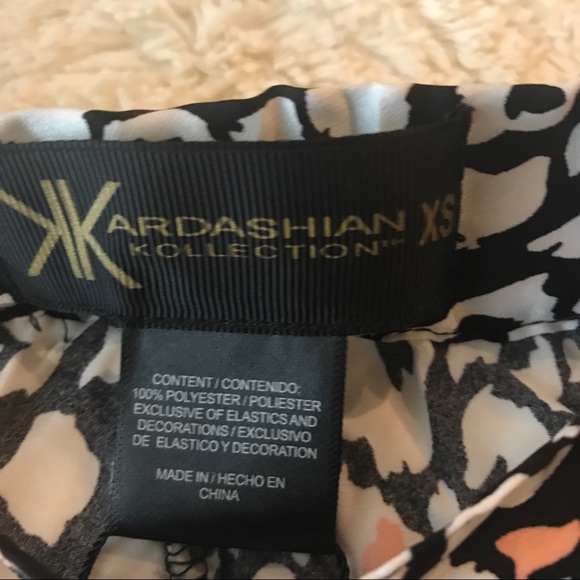 KARDASHIAN XS
KOLLECTION™
CONTENT / CONTENIDO:
100% POLYESTER / POLIESTER
EXCLUSIVE OF ELASTICS AND
DECORATIONS / EXCLUSIVO
DE ELASTICO Y DECORATION
MADE IN / HECHO EN
CHINA